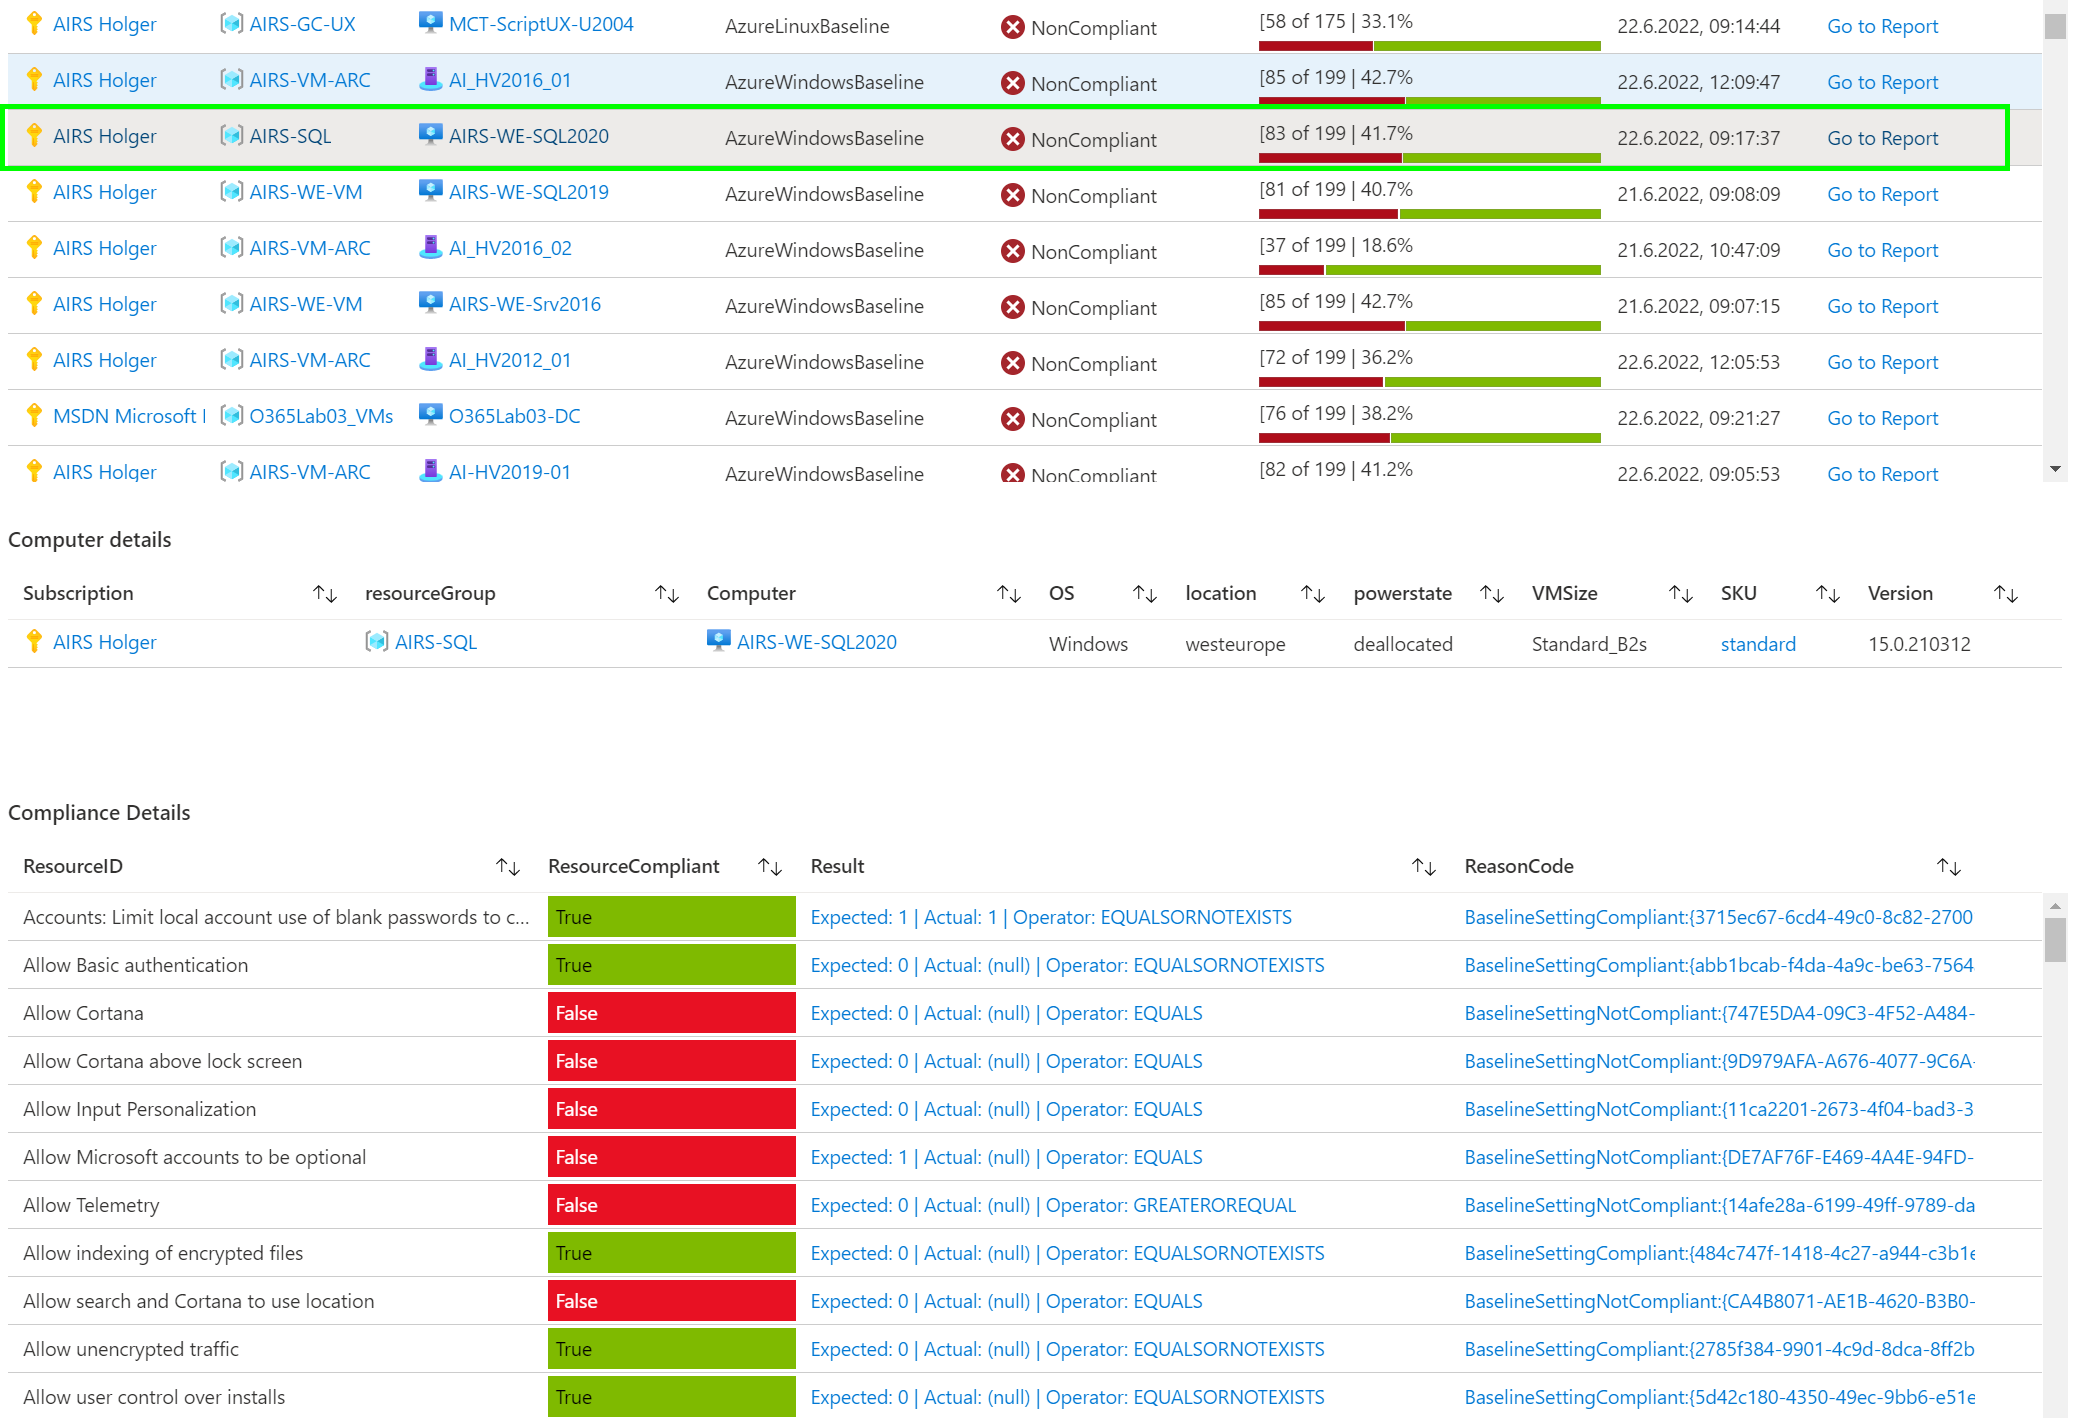 AIRS Holger AIRS-GC-UX MCT-ScriptUX-U2004 AzureLinuxBaseline NonCompliant [58 of 175 | 33.1% 22.6.2022, 09:14:44 Go to Report
AIRS Holger AIRS-VM-ARC AI_HV2016_01 AzureWindowsBaseline NonCompliant [85 of 199 | 42.7% 22.6.2022, 12:09:47 Go to Report
AIRS Holger AIRS-SQL AIRS-WE-SQL2020 AzureWindowsBaseline NonCompliant [83 of 199 | 41.7% 22.6.2022, 09:17:37 Go to Report
AIRS Holger AIRS-WE-VM AIRS-WE-SQL2019 AzureWindowsBaseline NonCompliant [81 of 199 | 40.7% 21.6.2022, 09:08:09 Go to Report
AIRS Holger AIRS-VM-ARC AI_HV2016_02 AzureWindowsBaseline NonCompliant [37 of 199 | 18.6% 21.6.2022, 10:47:09 Go to Report
AIRS Holger AIRS-WE-VM AIRS-WE-Srv2016 AzureWindowsBaseline NonCompliant [85 of 199 | 42.7% 21.6.2022, 09:07:15 Go to Report
AIRS Holger AIRS-VM-ARC AI_HV2012_01 AzureWindowsBaseline NonCompliant [72 of 199 | 36.2% 22.6.2022, 12:05:53 Go to Report
MSDN Microsoft O365Lab03_VMs O365Lab03-DC AzureWindowsBaseline NonCompliant [76 of 199 | 38.2% 22.6.2022, 09:21:27 Go to Report
AIRS Holger AIRS-VM-ARC AI-HV2019-01 AzureWindowsBaseline NonCompliant [82 of 199 | 41.2% 22.6.2022, 09:05:53 Go to Report
Computer details
Subscription resourceGroup Computer OS location powerstate VMSize SKU Version
AIRS Holger AIRS-SQL AIRS-WE-SQL2020 Windows westeurope deallocated Standard_B2s standard 15.0.210312
Compliance Details
ResourceID ResourceCompliant Result ReasonCode
Accounts: Limit local account use of blank passwords to c... True Expected: 1 | Actual: 1 | Operator: EQUALSORNOTEXISTS BaselineSettingCompliant:{3715ec67-6cd4-49c0-8c82-2700
Allow Basic authentication True Expected: 0 | Actual: (null) | Operator: EQUALSORNOTEXISTS BaselineSettingCompliant:{abb1bcab-f4da-4a9c-be63-7564
Allow Cortana False Expected: 0 | Actual: (null) | Operator: EQUALS BaselineSettingNotCompliant:{747E5DA4-09C3-4F52-A484-
Allow Cortana above lock screen False Expected: 0 | Actual: (null) | Operator: EQUALS BaselineSettingNotCompliant:{9D979AFA-A676-4077-9C6A-
Allow Input Personalization False Expected: 0 | Actual: (null) | Operator: EQUALS BaselineSettingNotCompliant:{11ca2201-2673-4f04-bad3-3
Allow Microsoft accounts to be optional False Expected: 1 | Actual: (null) | Operator: EQUALS BaselineSettingNotCompliant:{DE7AF76F-E469-4A4E-94FD-
Allow Telemetry False Expected: 0 | Actual: (null) | Operator: GREATEROREQUAL BaselineSettingNotCompliant:{14afe28a-6199-49ff-9789-da
Allow indexing of encrypted files True Expected: 0 | Actual: (null) | Operator: EQUALSORNOTEXISTS BaselineSettingCompliant:{484c747f-1418-4c27-a944-c3b1e
Allow search and Cortana to use location False Expected: 0 | Actual: (null) | Operator: EQUALS BaselineSettingNotCompliant:{CA4B8071-AE1B-4620-B3B0-
Allow unencrypted traffic True Expected: 0 | Actual: (null) | Operator: EQUALSORNOTEXISTS BaselineSettingCompliant:{2785f384-9901-4c9d-8dca-8ff2b
Allow user control over installs True Expected: 0 | Actual: (null) | Operator: EQUALSORNOTEXISTS BaselineSettingCompliant:{5d42c180-4350-49ec-9bb6-e51e